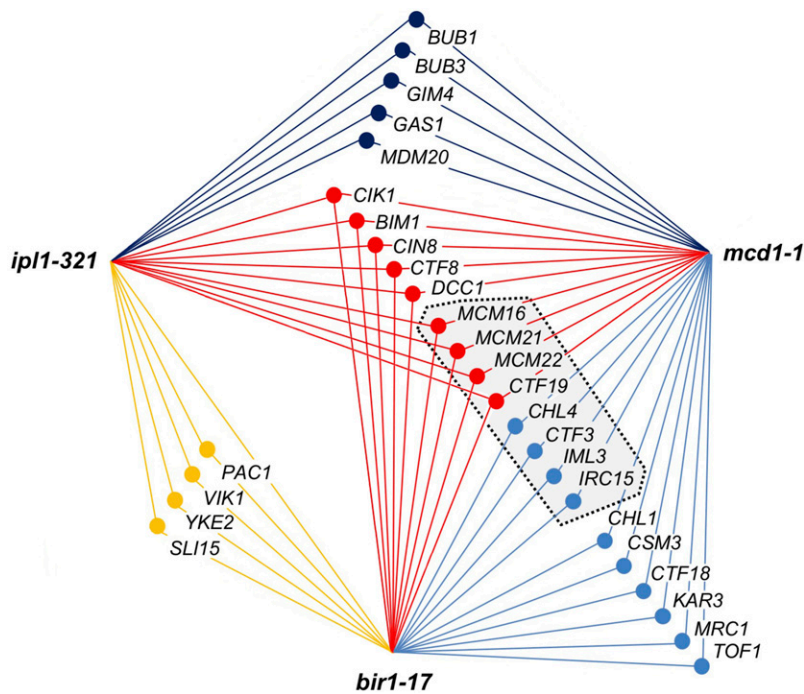 BUB1
BUB3
GIM4
GAS1
MDM20
CIK1
BIM1
CIN8
CTF8
DCC1
ipl1-321
mcd1-1
MCM16
MCM21
MCM22
CTF19
CHL4
CTF3
IML3
IRC15
PAC1
VIK1
YKE2
SLI15
CHL1
CSM3
CTF18
KAR3
MRC1
TOF1
bir1-17